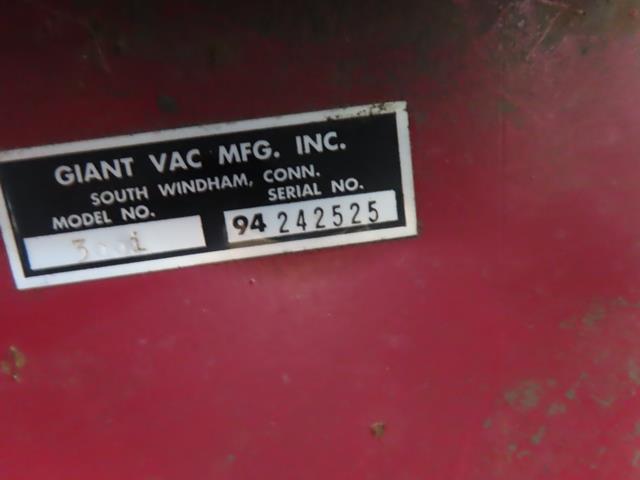 GIANT VAC MFG. INC.
SOUTH WINDHAM, CONN.
MODEL NO. SERIAL NO.
94 242525